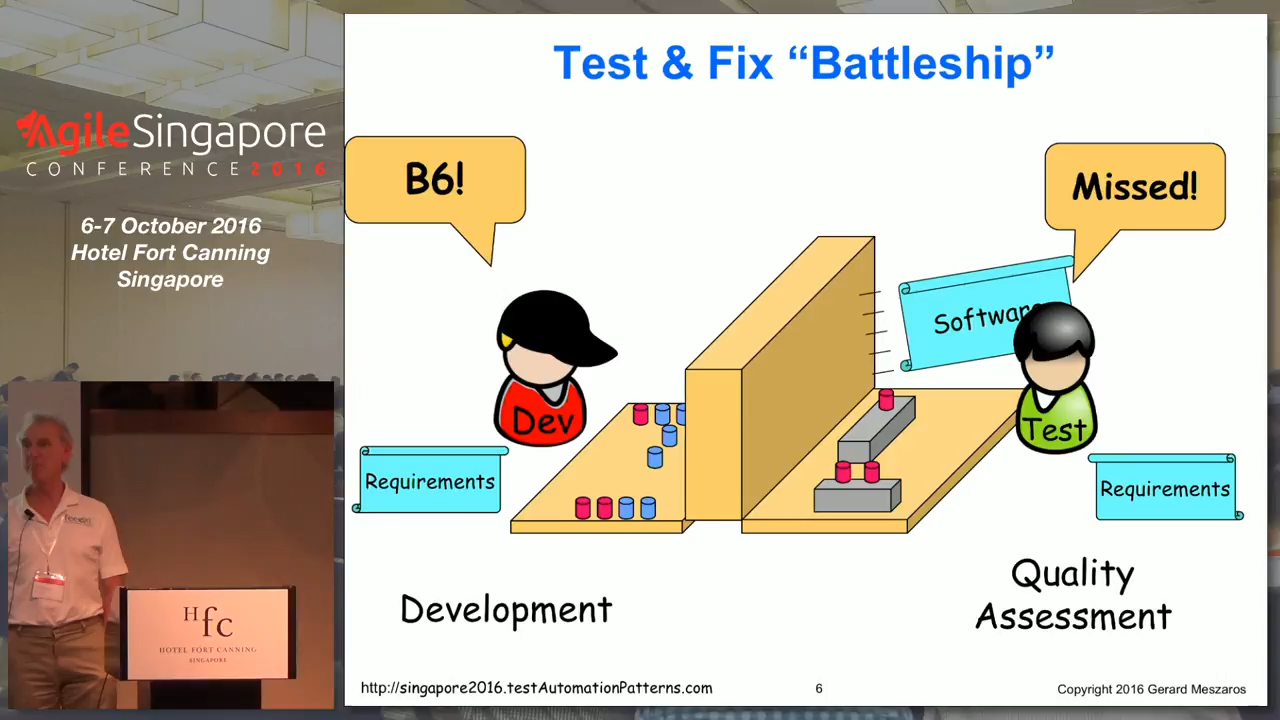 AgileSingapore
CONFERENCE 2016
6-7 October 2016
Hotel Fort Canning
Singapore
Test & Fix “Battleship”
B6!
Missed!
Software
Dev
Test
Requirements
Requirements
Development
Quality
Assessment
Hfc
HOTEL FORT CANNING
SINGAPORE
http://singapore2016.testAutomationPatterns.com
6
Copyright 2016 Gerard Meszaros